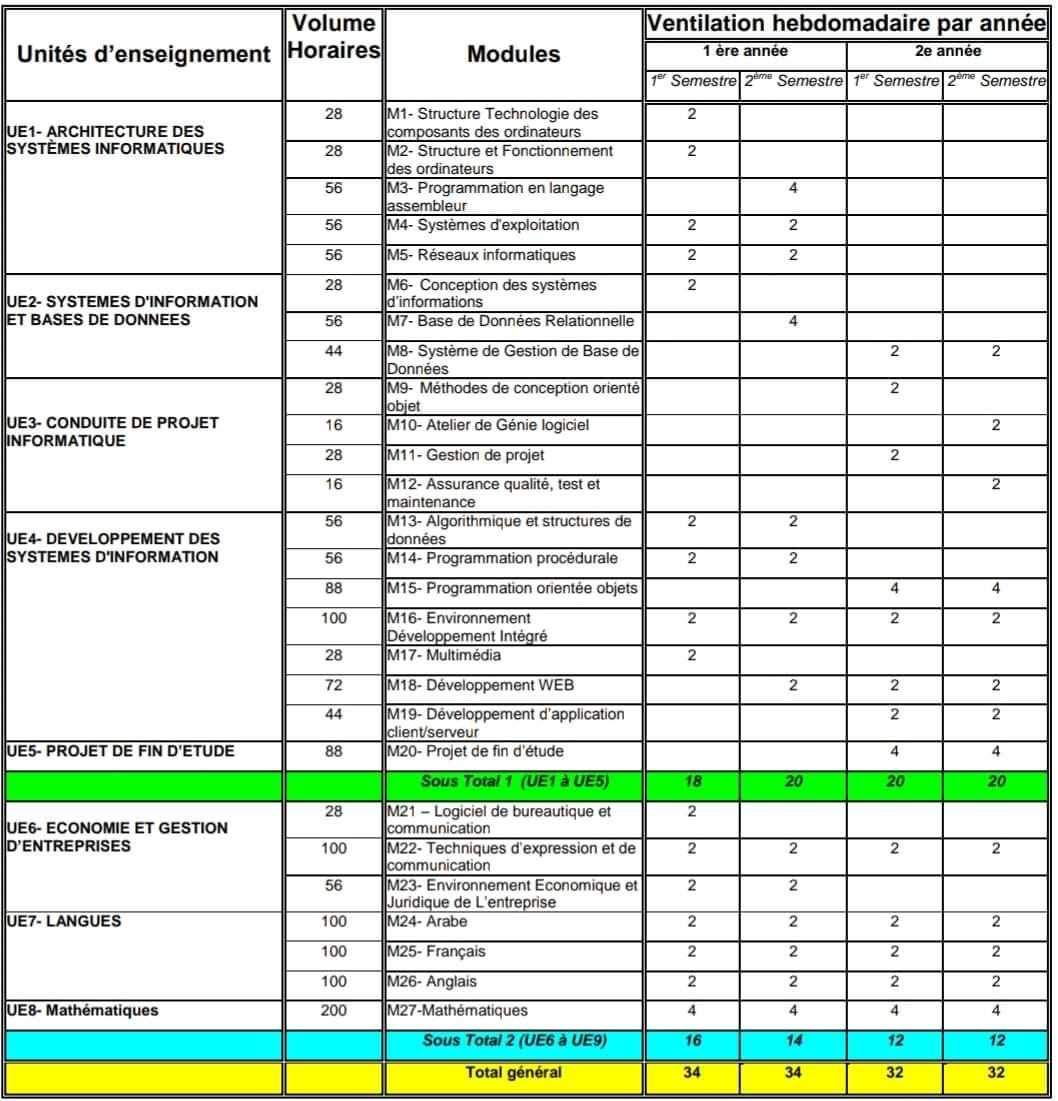 Unités d'enseignement Volume Horaires Modules Ventilation hebdomadaire par année
1 ère année 2e année
1er Semestre 2ème Semestre 1er Semestre 2ème Semestre
UE1- ARCHITECTURE DES
SYSTÈMES INFORMATIQUES
28 M1- Structure Technologie des
composants des ordinateurs 2
28 M2- Structure et Fonctionnement
des ordinateurs 2
56 M3- Programmation en langage
assembleur 4
56 M4- Systèmes d'exploitation 2 2
56 M5- Réseaux informatiques 2 2
UE2- SYSTEMES D'INFORMATION
ET BASES DE DONNEES
28 M6- Conception des systèmes
d'informations 2
56 M7- Base de Données Relationnelle 4
44 M8- Système de Gestion de Base de
Données 2 2
UE3- CONDUITE DE PROJET
INFORMATIQUE
28 M9- Méthodes de conception orienté
objet 2
16 M10- Atelier de Génie logiciel 2
28 M11- Gestion de projet 2
16 M12- Assurance qualité, test et
maintenance 2
UE4- DEVELOPPEMENT DES
SYSTEMES D'INFORMATION
56 M13- Algorithmique et structures de
données 2 2
56 M14- Programmation procédurale 2 2
88 M15- Programmation orientée objets 4 4
100 M16- Environnement
Développement Intégré 2 2 2 2
28 M17- Multimédia 2
72 M18- Développement WEB 2 2 2
44 M19- Développement d'application
client/serveur 2 2
UE5- PROJET DE FIN D'ETUDE 88 M20- Projet de fin d'étude 4 4
Sous Total 1 (UE1 à UE5) 18 20 20 20
UE6- ECONOMIE ET GESTION
D'ENTREPRISES
28 M21 – Logiciel de bureautique et
communication 2
100 M22- Techniques d'expression et de
communication 2 2 2 2
56 M23- Environnement Economique et
Juridique de L'entreprise 2 2
UE7- LANGUES 100 M24- Arabe 2 2 2 2
100 M25- Français 2 2 2 2
100 M26- Anglais 2 2 2 2
UE8- Mathématiques 200 M27-Mathématiques 4 4 4 4
Sous Total 2 (UE6 à UE9) 16 14 12 12
Total général 34 34 32 32